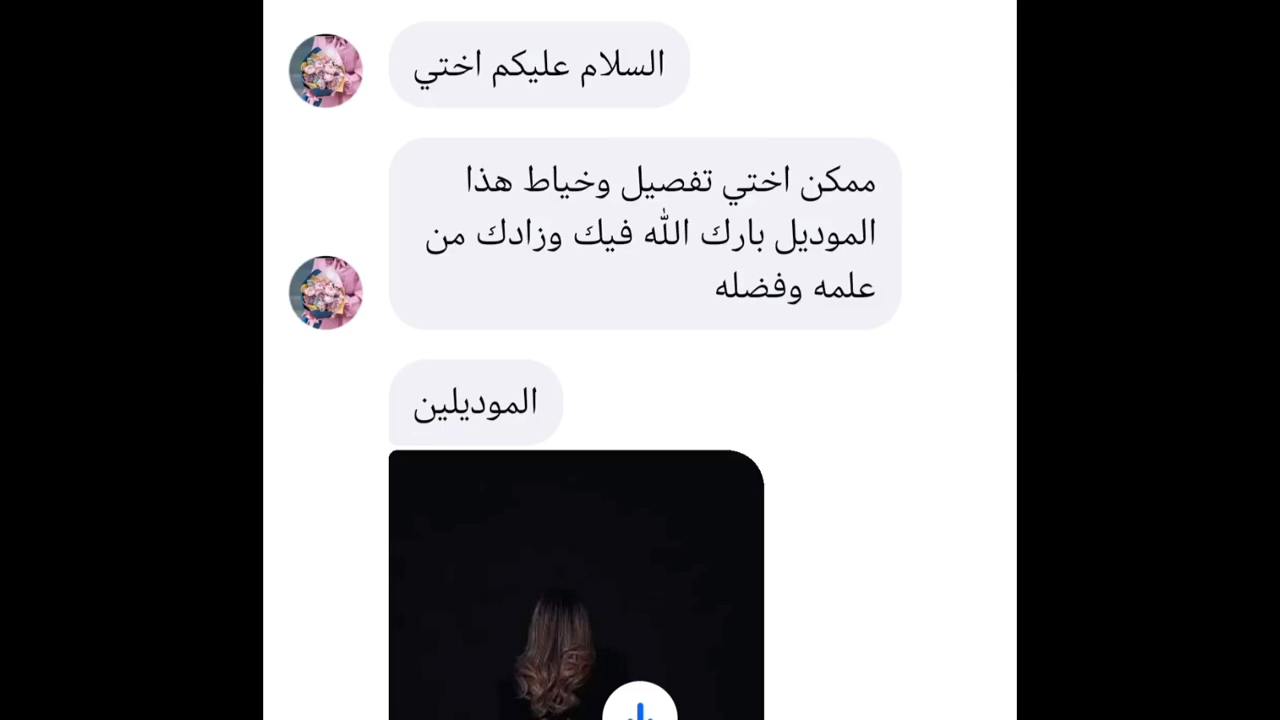 السلام عليكم اختي
ممكن اختي تفصيل وخياط هذا
الموديل بارك الله فيك وزادك من
علمه وفضله
الموديلين